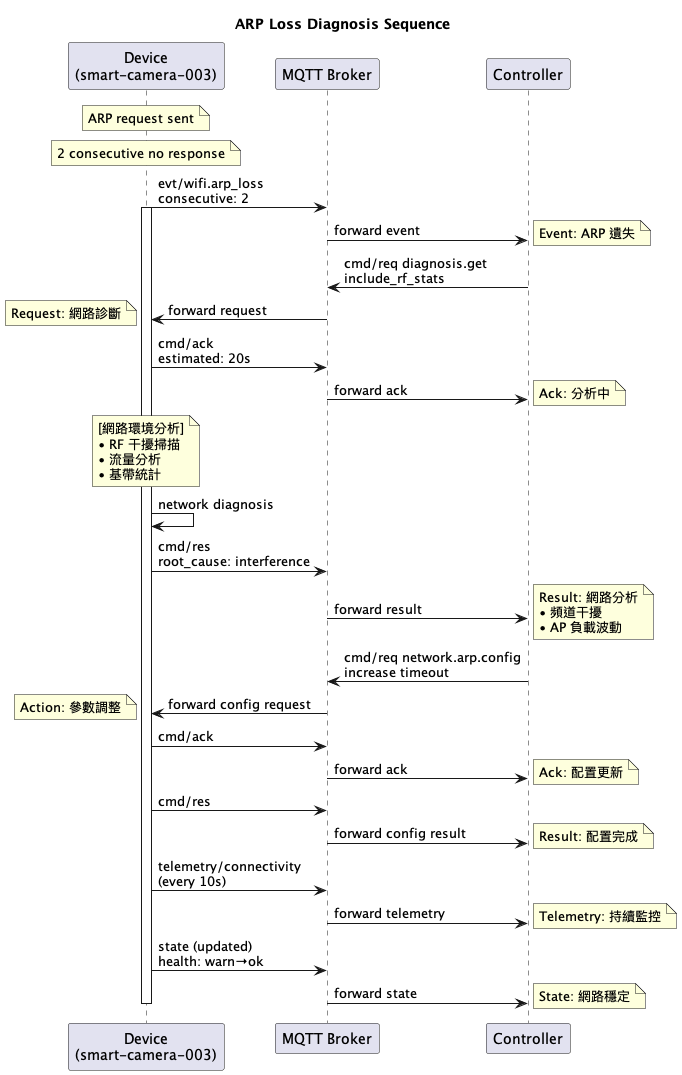 ARP Loss Diagnosis Sequence
Device
(smart-camera-003)
MQTT Broker
Controller
ARP request sent
2 consecutive no response
evt/wifi.arp_loss
consecutive: 2
forward event
Event: ARP 遺失
cmd/req diagnosis.get
include_rf_stats
forward request
Request: 網路診斷
cmd/ack
estimated: 20s
forward ack
Ack: 分析中
[網路環境分析]
• RF 干擾掃描
• 流量分析
• 基帶統計
network diagnosis
cmd/res
root_cause: interference
forward result
Result: 網路分析
• 頻道干擾
• AP 負載波動
cmd/req network.arp.config
increase timeout
forward config request
Action: 參數調整
cmd/ack
forward ack
Ack: 配置更新
cmd/res
forward config result
Result: 配置完成
telemetry/connectivity
(every 10s)
forward telemetry
Telemetry: 持續監控
state (updated)
health: warn→ok
forward state
State: 網路穩定
Device
(smart-camera-003)
MQTT Broker
Controller